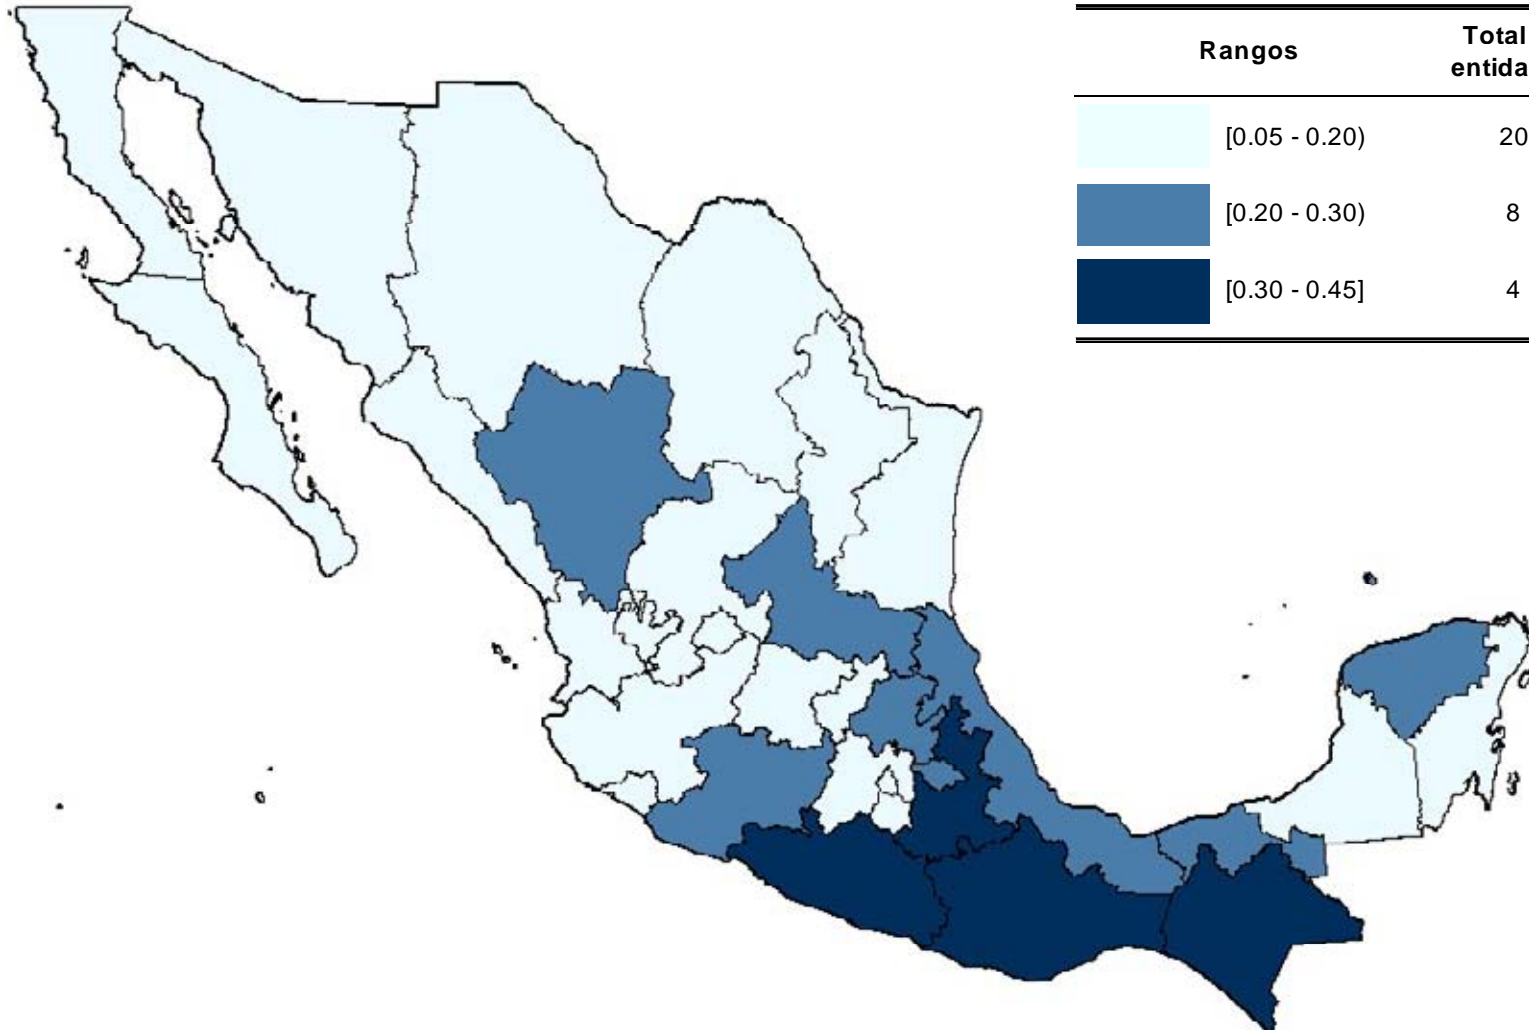 Rangos Total
entida
[0.05 - 0.20) 20
[0.20 - 0.30) 8
[0.30 - 0.45] 4